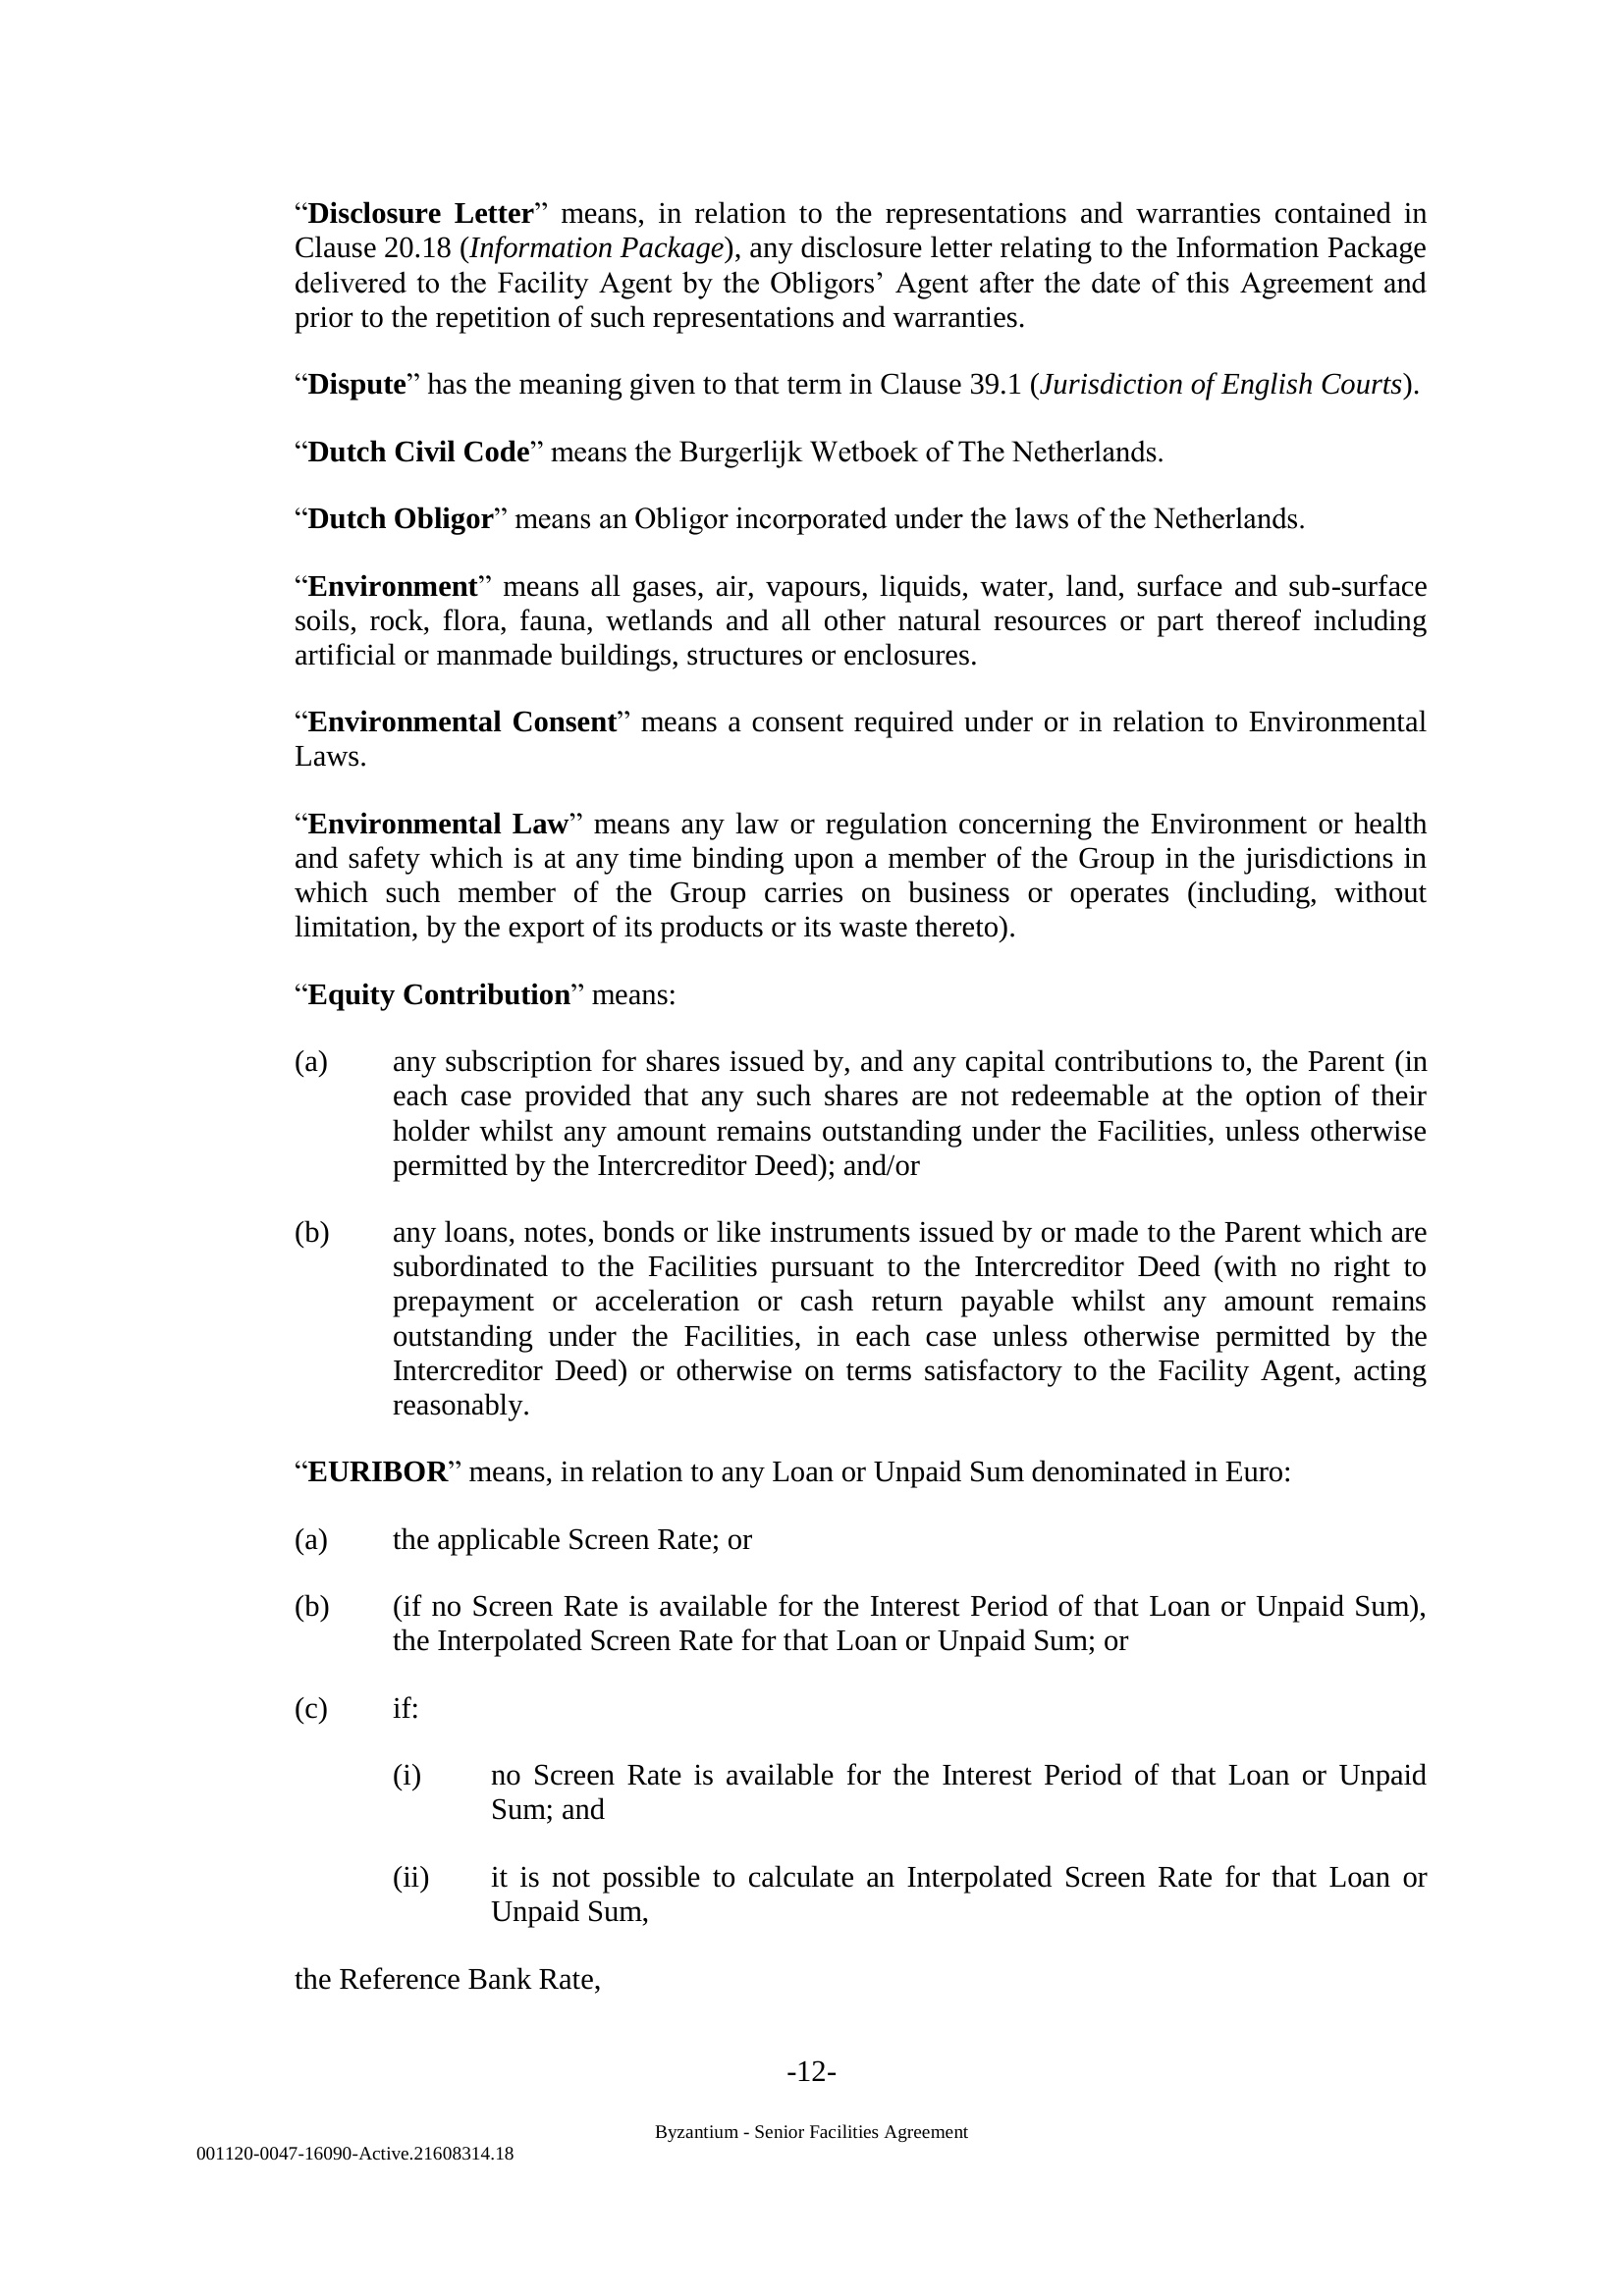 “Disclosure Letter” means, in relation to the representations and warranties contained in
Clause 20.18 (Information Package), any disclosure letter relating to the Information Package
delivered to the Facility Agent by the Obligors’ Agent after the date of this Agreement and
prior to the repetition of such representations and warranties.
“Dispute” has the meaning given to that term in Clause 39.1 (Jurisdiction of English Courts).
“Dutch Civil Code” means the Burgerlijk Wetboek of The Netherlands.
“Dutch Obligor” means an Obligor incorporated under the laws of the Netherlands.
“Environment” means all gases, air, vapours, liquids, water, land, surface and sub-surface
soils, rock, flora, fauna, wetlands and all other natural resources or part thereof including
artificial or manmade buildings, structures or enclosures.
“Environmental Consent” means a consent required under or in relation to Environmental
Laws.
“Environmental Law” means any law or regulation concerning the Environment or health
and safety which is at any time binding upon a member of the Group in the jurisdictions in
which such member of the Group carries on business or operates (including, without
limitation, by the export of its products or its waste thereto).
“Equity Contribution” means:
(a) any subscription for shares issued by, and any capital contributions to, the Parent (in
each case provided that any such shares are not redeemable at the option of their
holder whilst any amount remains outstanding under the Facilities, unless otherwise
permitted by the Intercreditor Deed); and/or
(b) any loans, notes, bonds or like instruments issued by or made to the Parent which are
subordinated to the Facilities pursuant to the Intercreditor Deed (with no right to
prepayment or acceleration or cash return payable whilst any amount remains
outstanding under the Facilities, in each case unless otherwise permitted by the
Intercreditor Deed) or otherwise on terms satisfactory to the Facility Agent, acting
reasonably.
“EURIBOR” means, in relation to any Loan or Unpaid Sum denominated in Euro:
(a) the applicable Screen Rate; or
(b) (if no Screen Rate is available for the Interest Period of that Loan or Unpaid Sum),
the Interpolated Screen Rate for that Loan or Unpaid Sum; or
(c) if:
(i) no Screen Rate is available for the Interest Period of that Loan or Unpaid
Sum; and
(ii) it is not possible to calculate an Interpolated Screen Rate for that Loan or
Unpaid Sum,
the Reference Bank Rate,
-12-
Byzantium - Senior Facilities Agreement
001120-0047-16090-Active.21608314.18